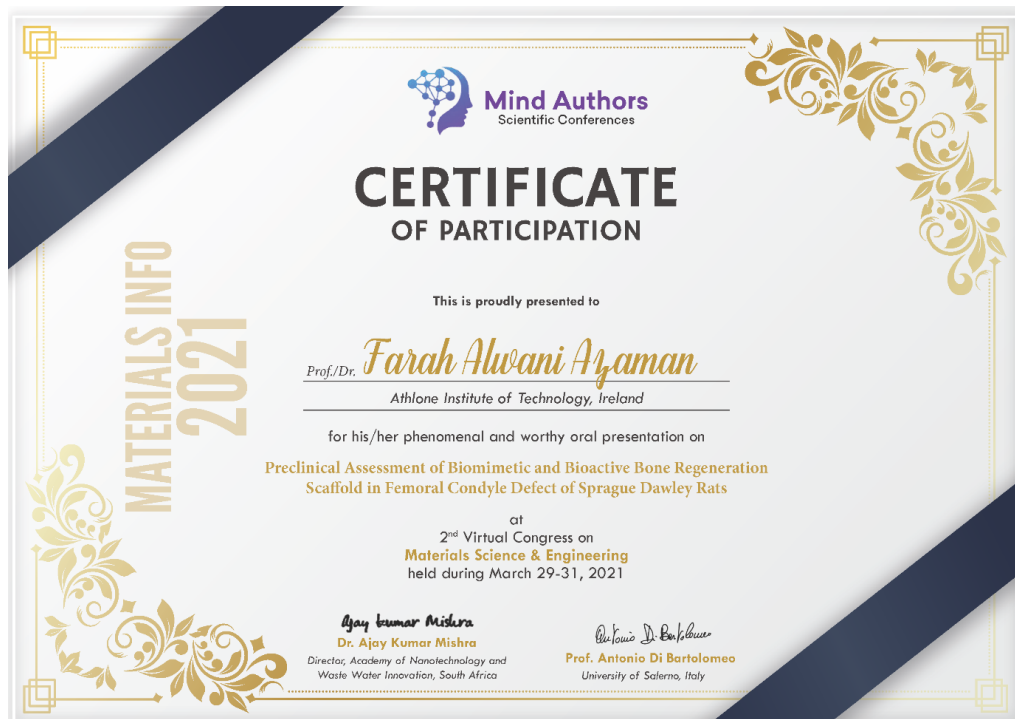 Mind Authors
Scientific Conferences
CERTIFICATE
OF PARTICIPATION
MATERIALS INFO
2021
This is proudly presented to
Prof./Dr. Farah Alwani Azaman
Athlone Institute of Technology, Ireland
for his/her phenomenal and worthy oral presentation on
Preclinical Assessment of Biomimetic and Bioactive Bone Regeneration
Scaffold in Femoral Condyle Defect of Sprague Dawley Rats
at
2nd Virtual Congress on
Materials Science & Engineering
held during March 29-31, 2021
Ajay kumar Mishra
Dr. Ajay Kumar Mishra
Director, Academy of Nanotechnology and
Waste Water Innovation, South Africa
Antonio Di Bartolomeo
Prof. Antonio Di Bartolomeo
University of Salerno, Italy